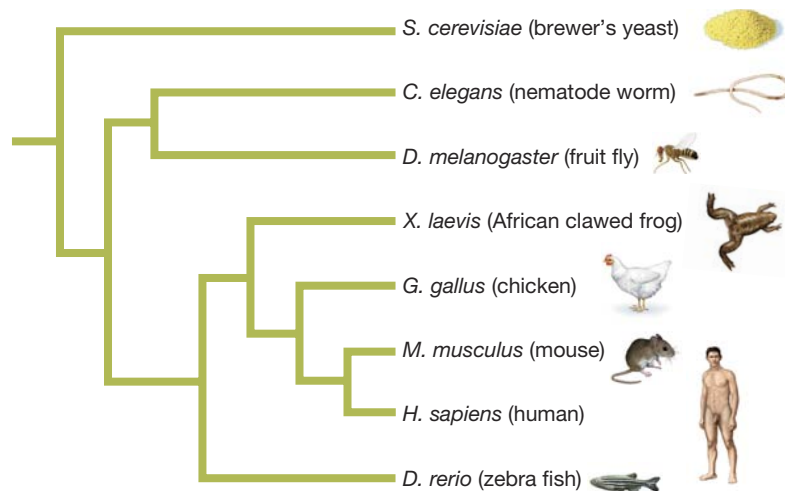 S. cerevisiae (brewer's yeast)
C. elegans (nematode worm)
D. melanogaster (fruit fly)
X. laevis (African clawed frog)
G. gallus (chicken)
M. musculus (mouse)
H. sapiens (human)
D. rerio (zebra fish)